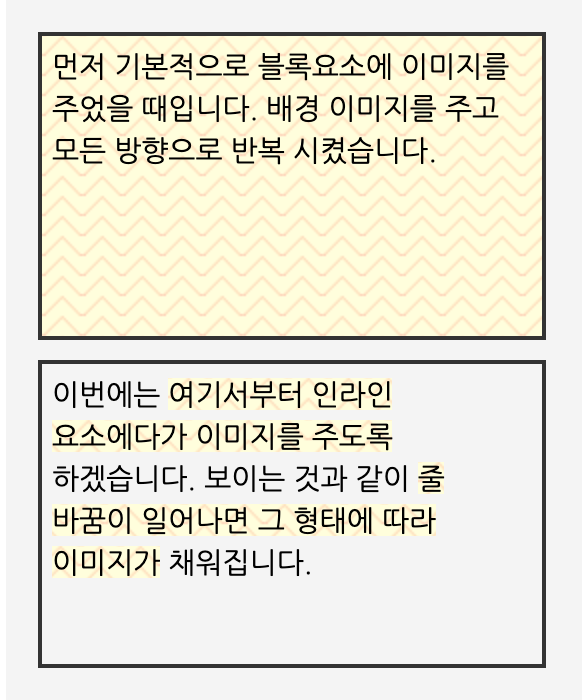 먼저 기본적으로 블록요소에 이미지를
주었을 때입니다. 배경 이미지를 주고
모든 방향으로 반복 시켰습니다.
이번에는 여기서부터 인라인
요소에다가 이미지를 주도록
하겠습니다. 보이는 것과 같이 줄
바꿈이 일어나면 그 형태에 따라
이미지가 채워집니다.